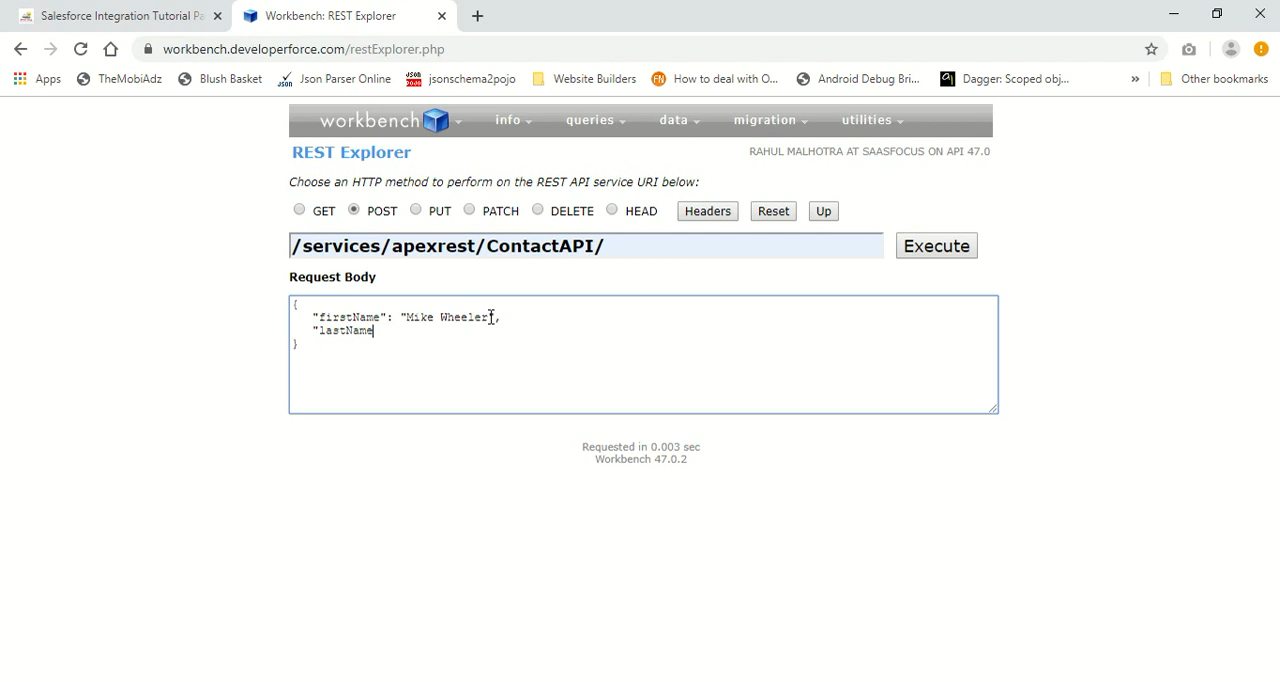 Salesforce Integration Tutorial Pa
Workbench: REST Explorer
workbench.developerforce.com/restExplorer.php
Apps TheMobiAdz Blush Basket Json Parser Online jsonschema2pojo Website Builders How to deal with O... Android Debug Bri... Dagger: Scoped obj... » Other bookmarks
workbench info queries data migration utilities
REST Explorer
RAHUL MALHOTRA AT SAASFOCUS ON API 47.0
Choose an HTTP method to perform on the REST API service URI below:
GET POST PUT PATCH DELETE HEAD Headers Reset Up
/services/apexrest/ContactAPI/ Execute
Request Body
{
"firstName": "Mike Wheeler",
"lastName
}
Requested in 0.003 sec
Workbench 47.0.2